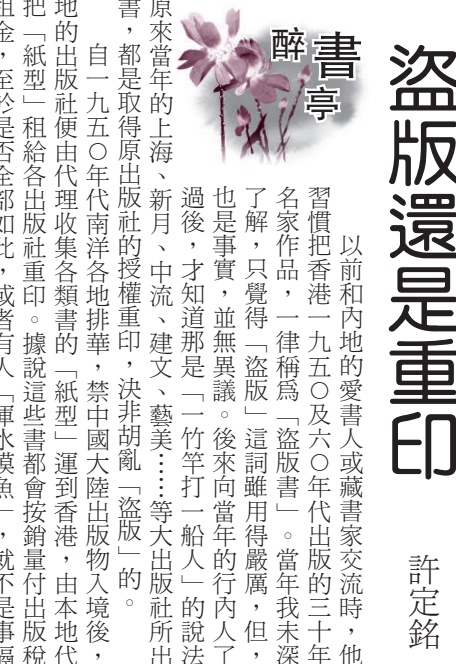 盜版還是重印
許定銘
醉書亭
以前和內地的愛書人或藏書家交流時，他
習慣把香港一九五○及六○年代出版的三十年
名家作品，一律稱爲「盜版書」。當年我未深
了解，只覺得「盜版」這詞雖用得嚴厲，但，
也是事實，並無異議。後來向當年的行內人了
過後，才知道那是「一竹竿打一船人」的說法
原來當年的上海、新月、中流、建文、藝美……等大出版社所出
書，都是取得原出版社的授權重印，決非胡亂「盜版」的。
自一九五○年代南洋各地排華，禁中國大陸出版物入境後，
地的出版社便由代理收集各類書的「紙型」運到香港，由本地代
把「紙型」租給各出版社重印。據說這些書都會按銷量付出版稅
租金，至於是否全部如此，或者有人「渾水摸魚」，就不是事隔